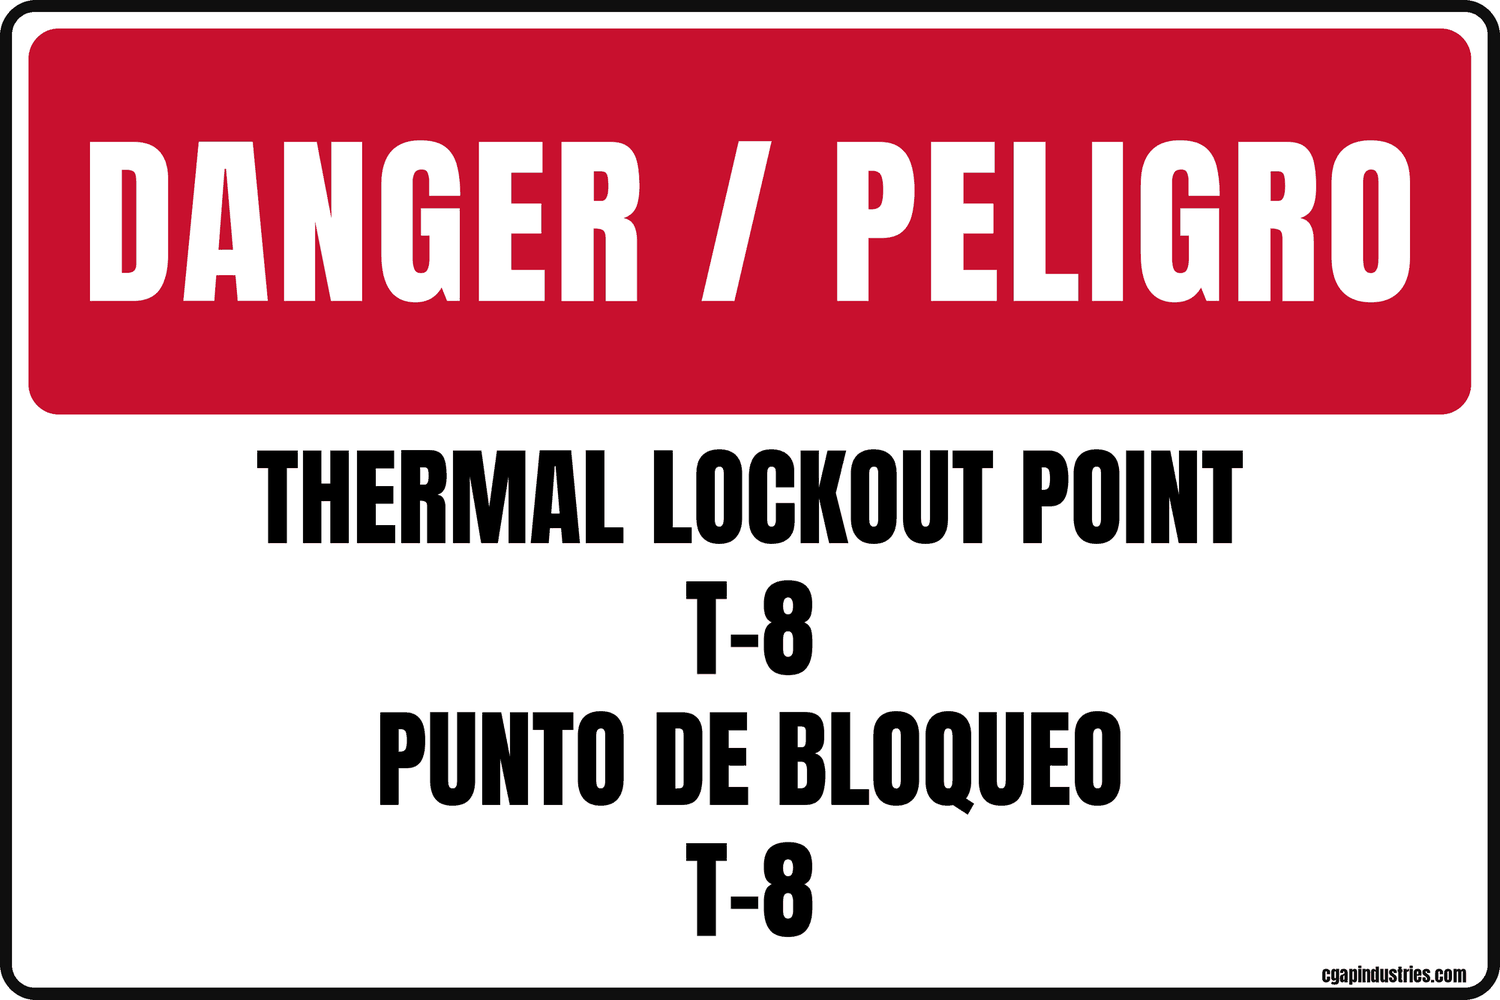 DANGER / PELIGRO
THERMAL LOCKOUT POINT
T-8
PUNTO DE BLOQUEO
T-8
cgapindustries.com